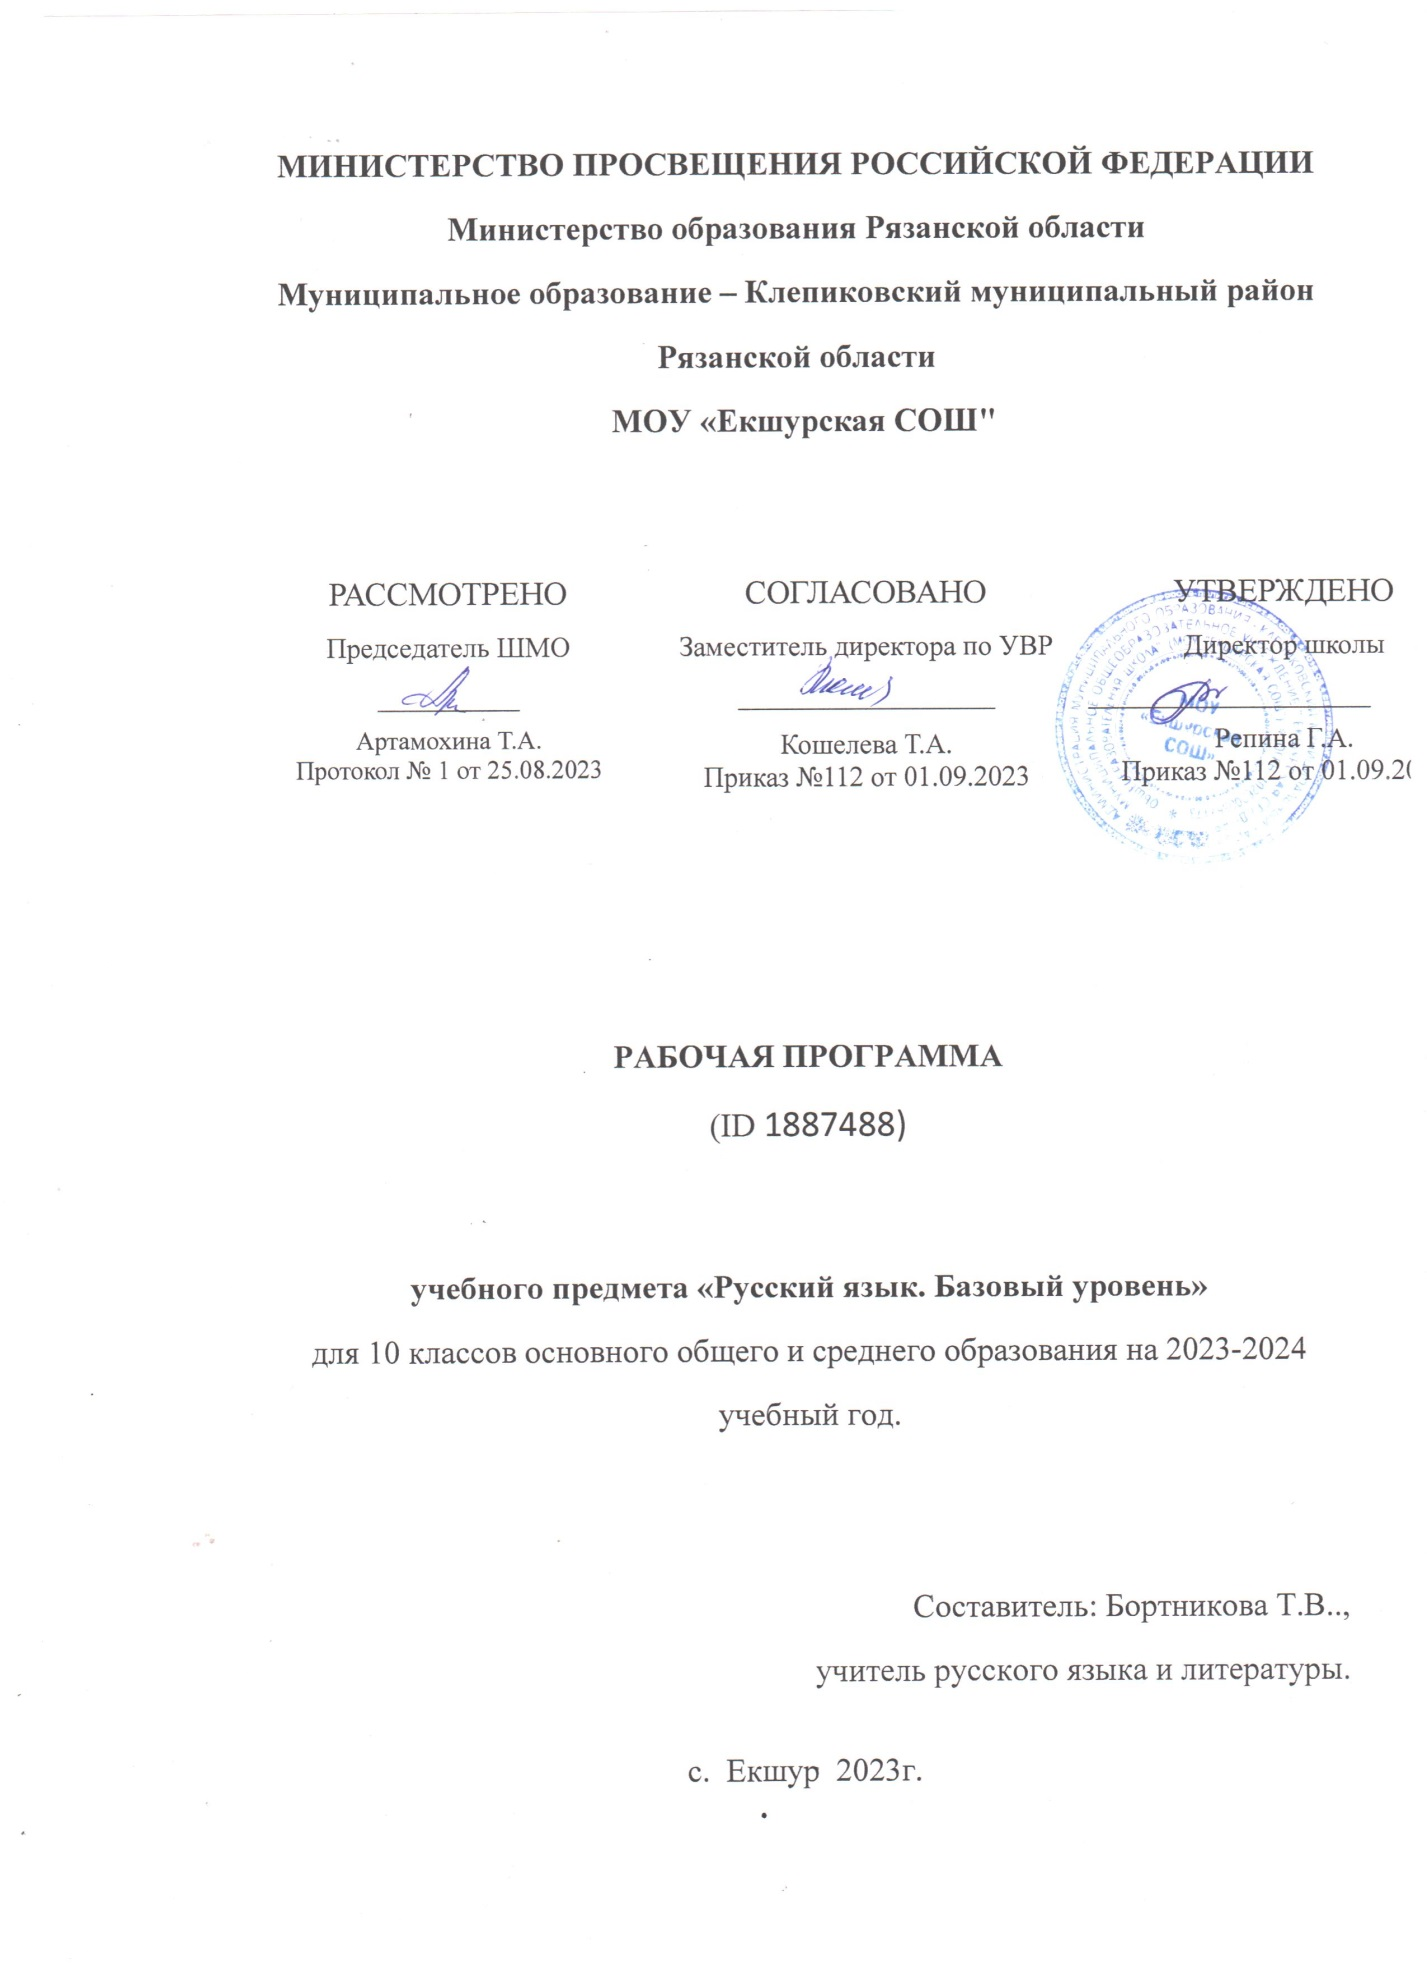 МИНИСТЕРСТВО ПРОСВЕЩЕНИЯ РОССИЙСКОЙ ФЕДЕРАЦИИ
Министерство образования Рязанской области
Муниципальное образование – Клепиковский муниципальный район
Рязанской области
МОУ «Екшурская СОШ"
РАССМОТРЕНО
Председатель ШМО
Артамохина Т.А.
Протокол № 1 от 25.08.2023
СОГЛАСОВАНО
Заместитель директора по УВР
Кошелева Т.А.
Приказ №112 от 01.09.2023
УТВЕРЖДЕНО
Директор школы
Репина Г.А.
Приказ №112 от 01.09.20
МОУ
«Екшурская
СОШ»
РАБОЧАЯ ПРОГРАММА
(ID 1887488)
учебного предмета «Русский язык. Базовый уровень»
для 10 классов основного общего и среднего образования на 2023-2024
учебный год.
Составитель: Бортникова Т.В..,
учитель русского языка и литературы.
с. Екшур 2023г.